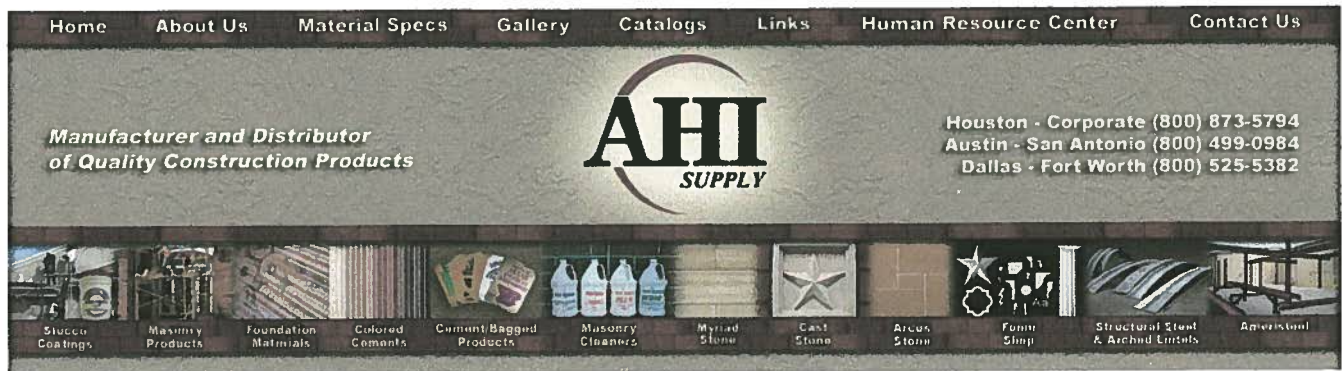 Home About Us Material Specs Gallery Catalogs Links Human Resource Center Contact Us
Manufacturer and Distributor
of Quality Construction Products
AHI
SUPPLY
Houston - Corporate (800) 873-5794
Austin - San Antonio (800) 499-0984
Dallas - Fort Worth (800) 525-5382
Stucco Coatings
Masonry Products
Foundation Materials
Colored Cements
Cement/Bagged Products
Masonry Cleaners
Myriad Stone
Cast Stone
Arcus Stone
Foam Shop
Structural Steel & Arched Lintels
Ameristeel